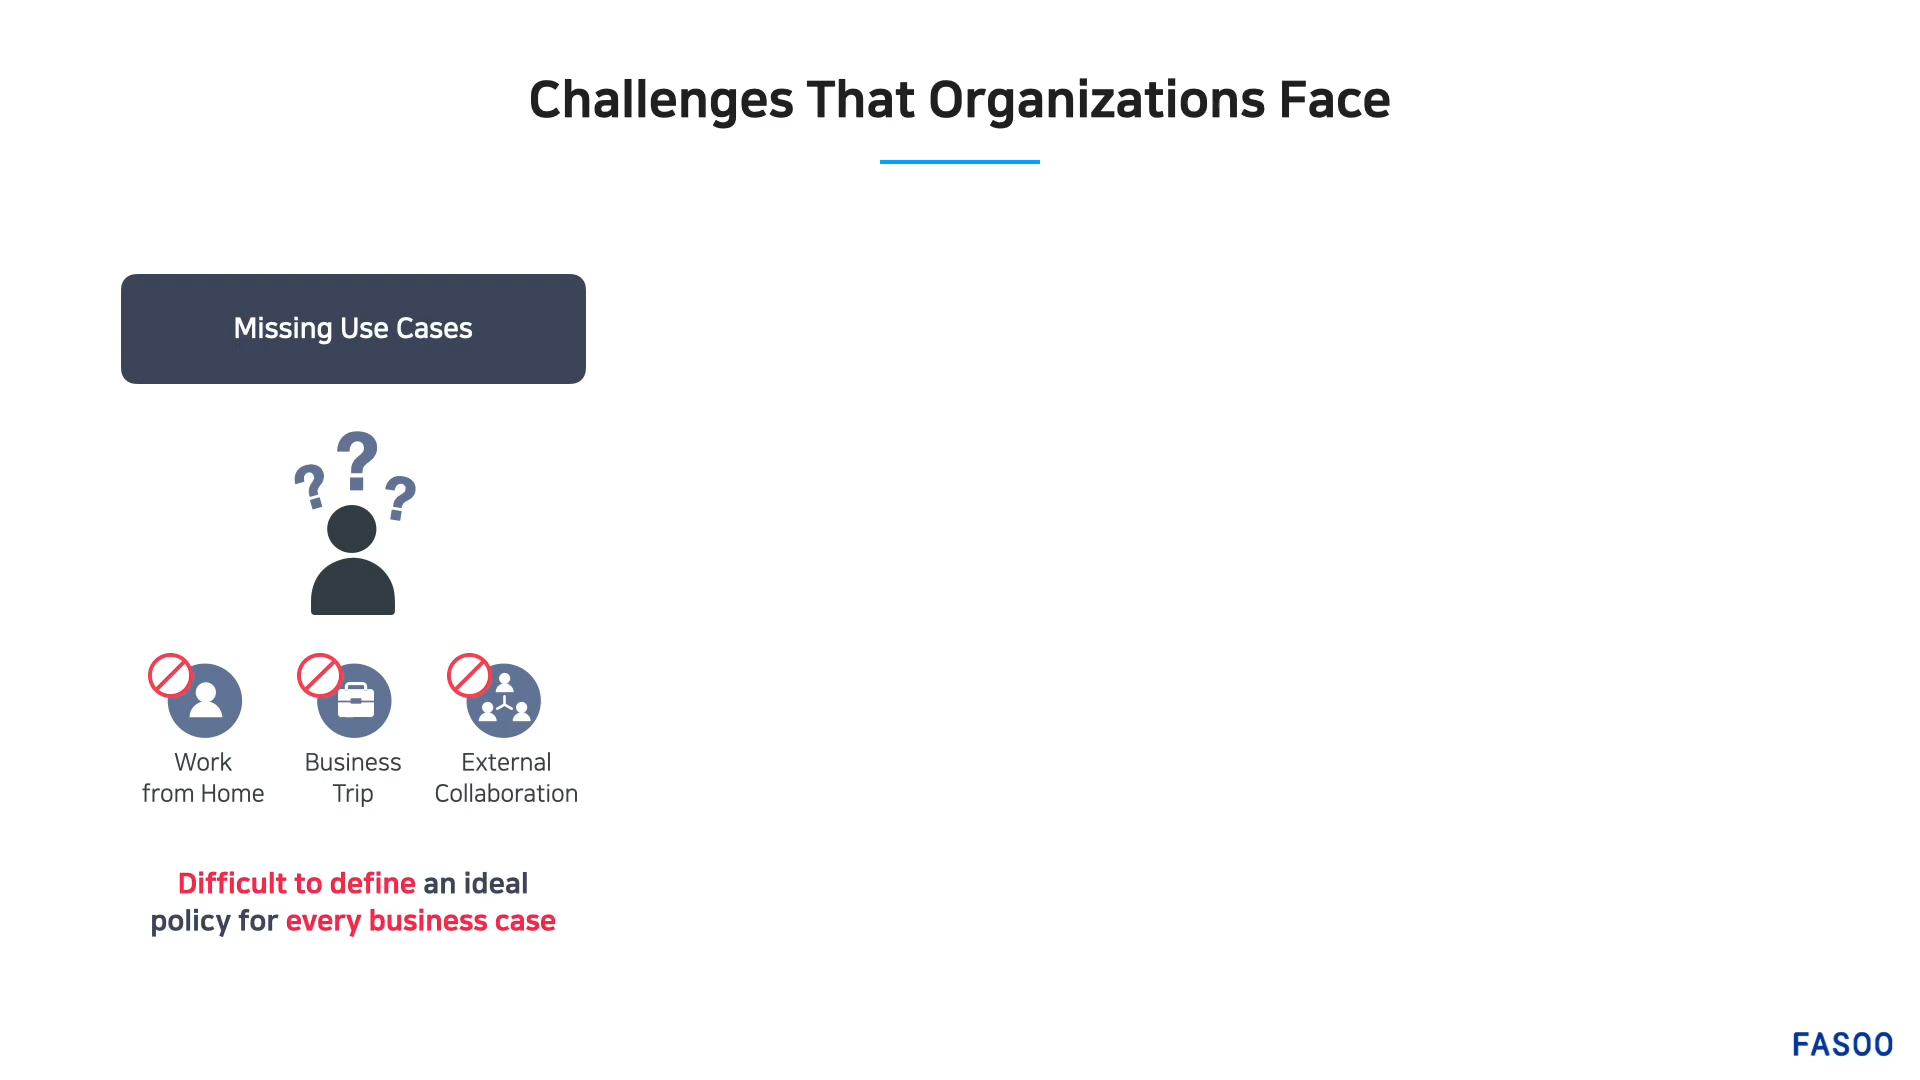 Challenges That Organizations Face
Missing Use Cases
? ? ?
Work
from Home
Business
Trip
External
Collaboration
Difficult to define an ideal
policy for every business case
FASOO